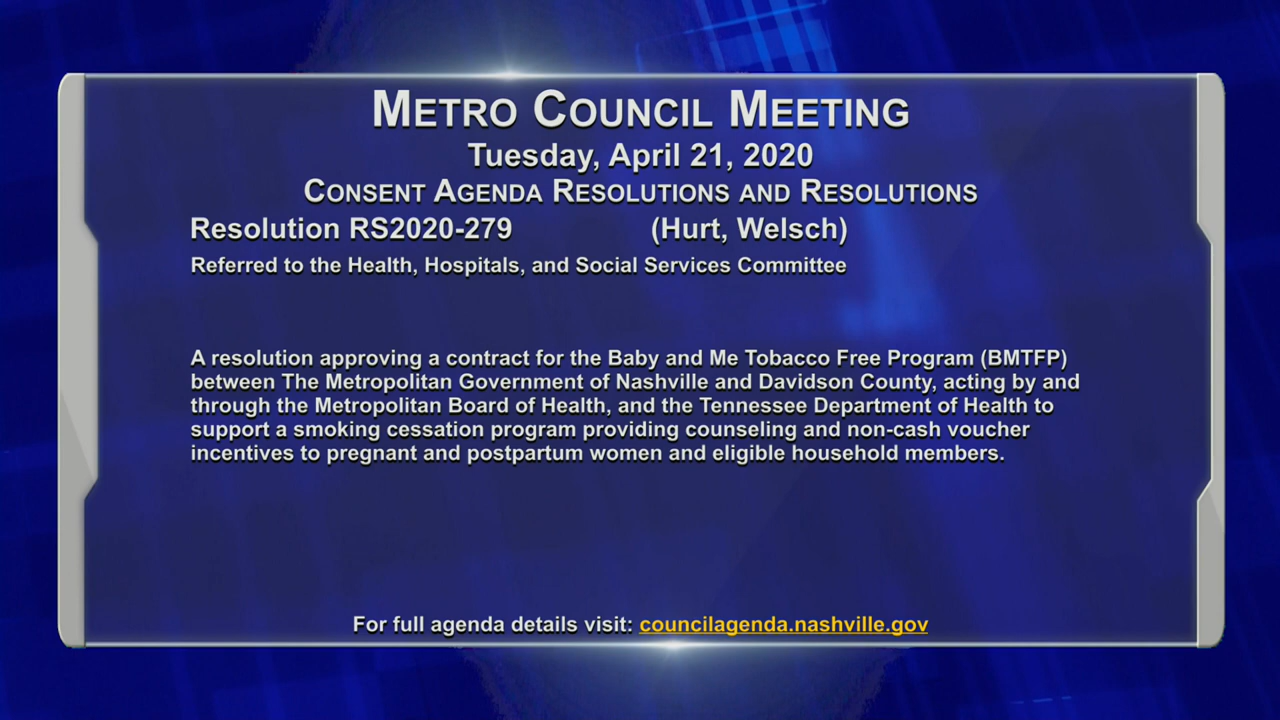 Metro Council Meeting
Tuesday, April 21, 2020
Consent Agenda Resolutions and Resolutions
Resolution RS2020-279 (Hurt, Welsch)
Referred to the Health, Hospitals, and Social Services Committee
A resolution approving a contract for the Baby and Me Tobacco Free Program (BMTFP)
between The Metropolitan Government of Nashville and Davidson County, acting by and
through the Metropolitan Board of Health, and the Tennessee Department of Health to
support a smoking cessation program providing counseling and non-cash voucher
incentives to pregnant and postpartum women and eligible household members.
For full agenda details visit: councilagenda.nashville.gov